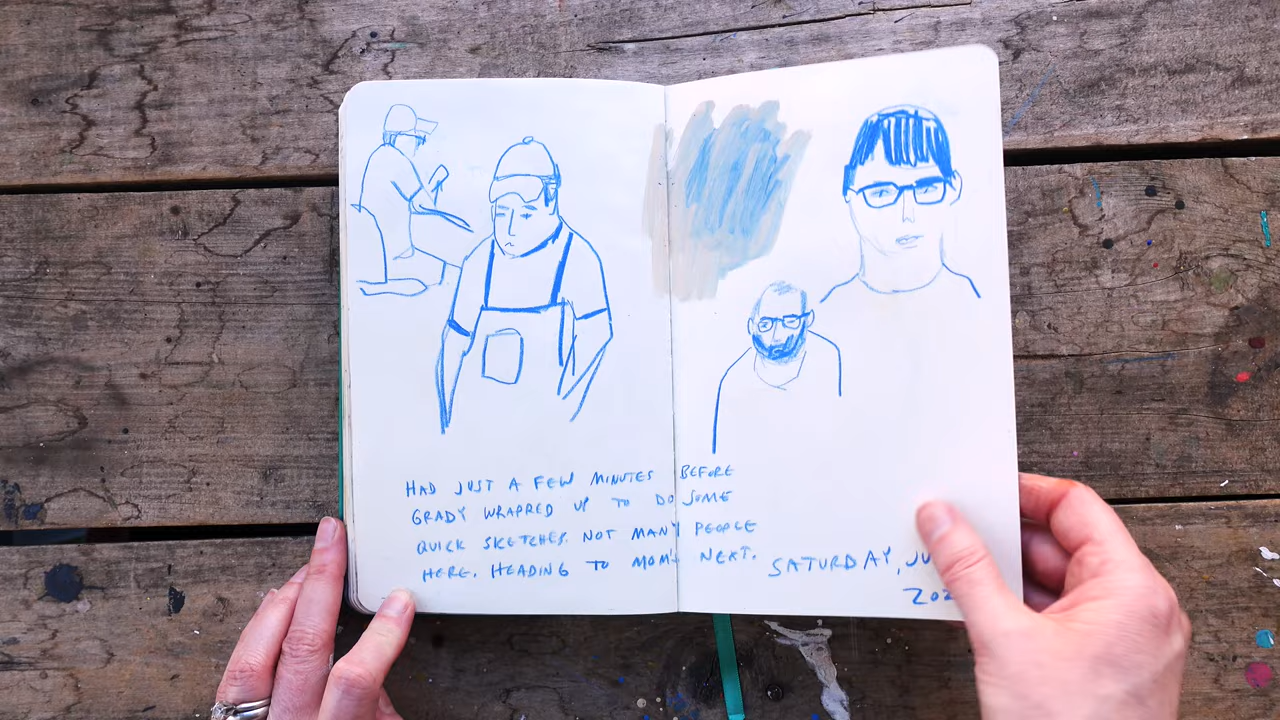 HAD JUST A FEW MINUTES BEFORE
GRADY WRAPPED UP TO DO SOME
QUICK SKETCHES. NOT MANY PEOPLE
HERE. HEADING TO MOM'S NEXT.
SATURDAY,